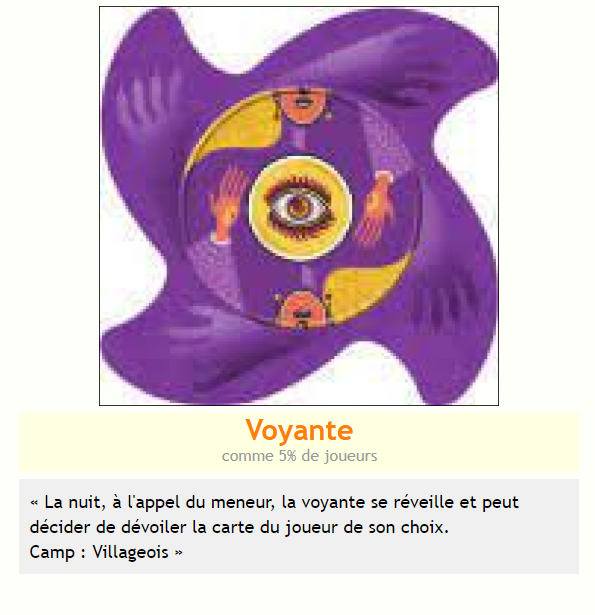 Voyante
comme 5% de joueurs
« La nuit, à l'appel du meneur, la voyante se réveille et peut
décider de dévoiler la carte du joueur de son choix.
Camp : Villageois »